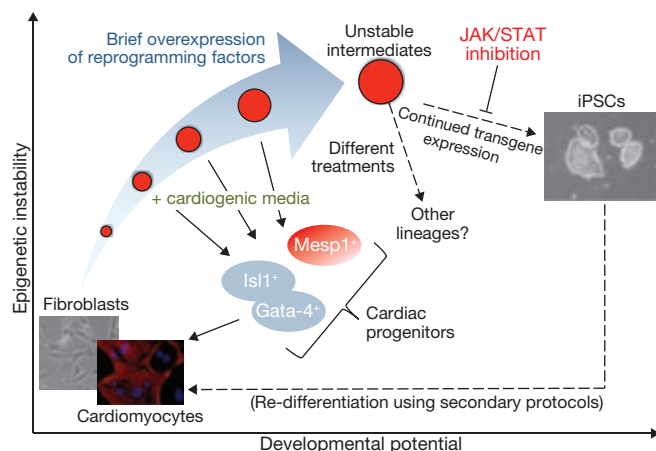 Brief overexpression
of reprogramming factors
Unstable
intermediates
JAK/STAT
inhibition
iPSCs
Continued transgene
expression
Different
treatments
+ cardiogenic media
Other
lineages?
Mesp1+
Isl1+
Gata-4+
Cardiac
progenitors
Fibroblasts
Cardiomyocytes
(Re-differentiation using secondary protocols)
Epigenetic instability
Developmental potential